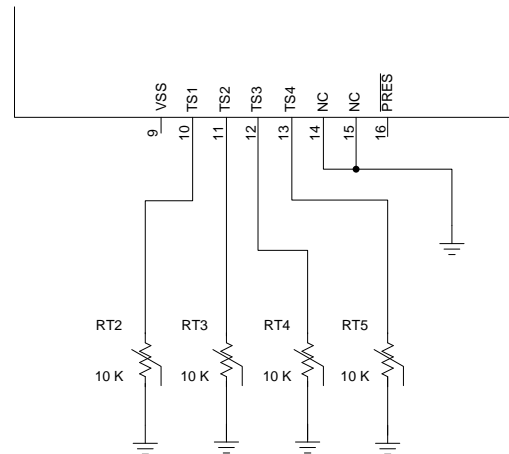 VSS
TS1
TS2
TS3
TS4
NC
NC
PRES
9
10
11
12
13
14
15
16
RT2
RT3
RT4
RT5
10 K
10 K
10 K
10 K